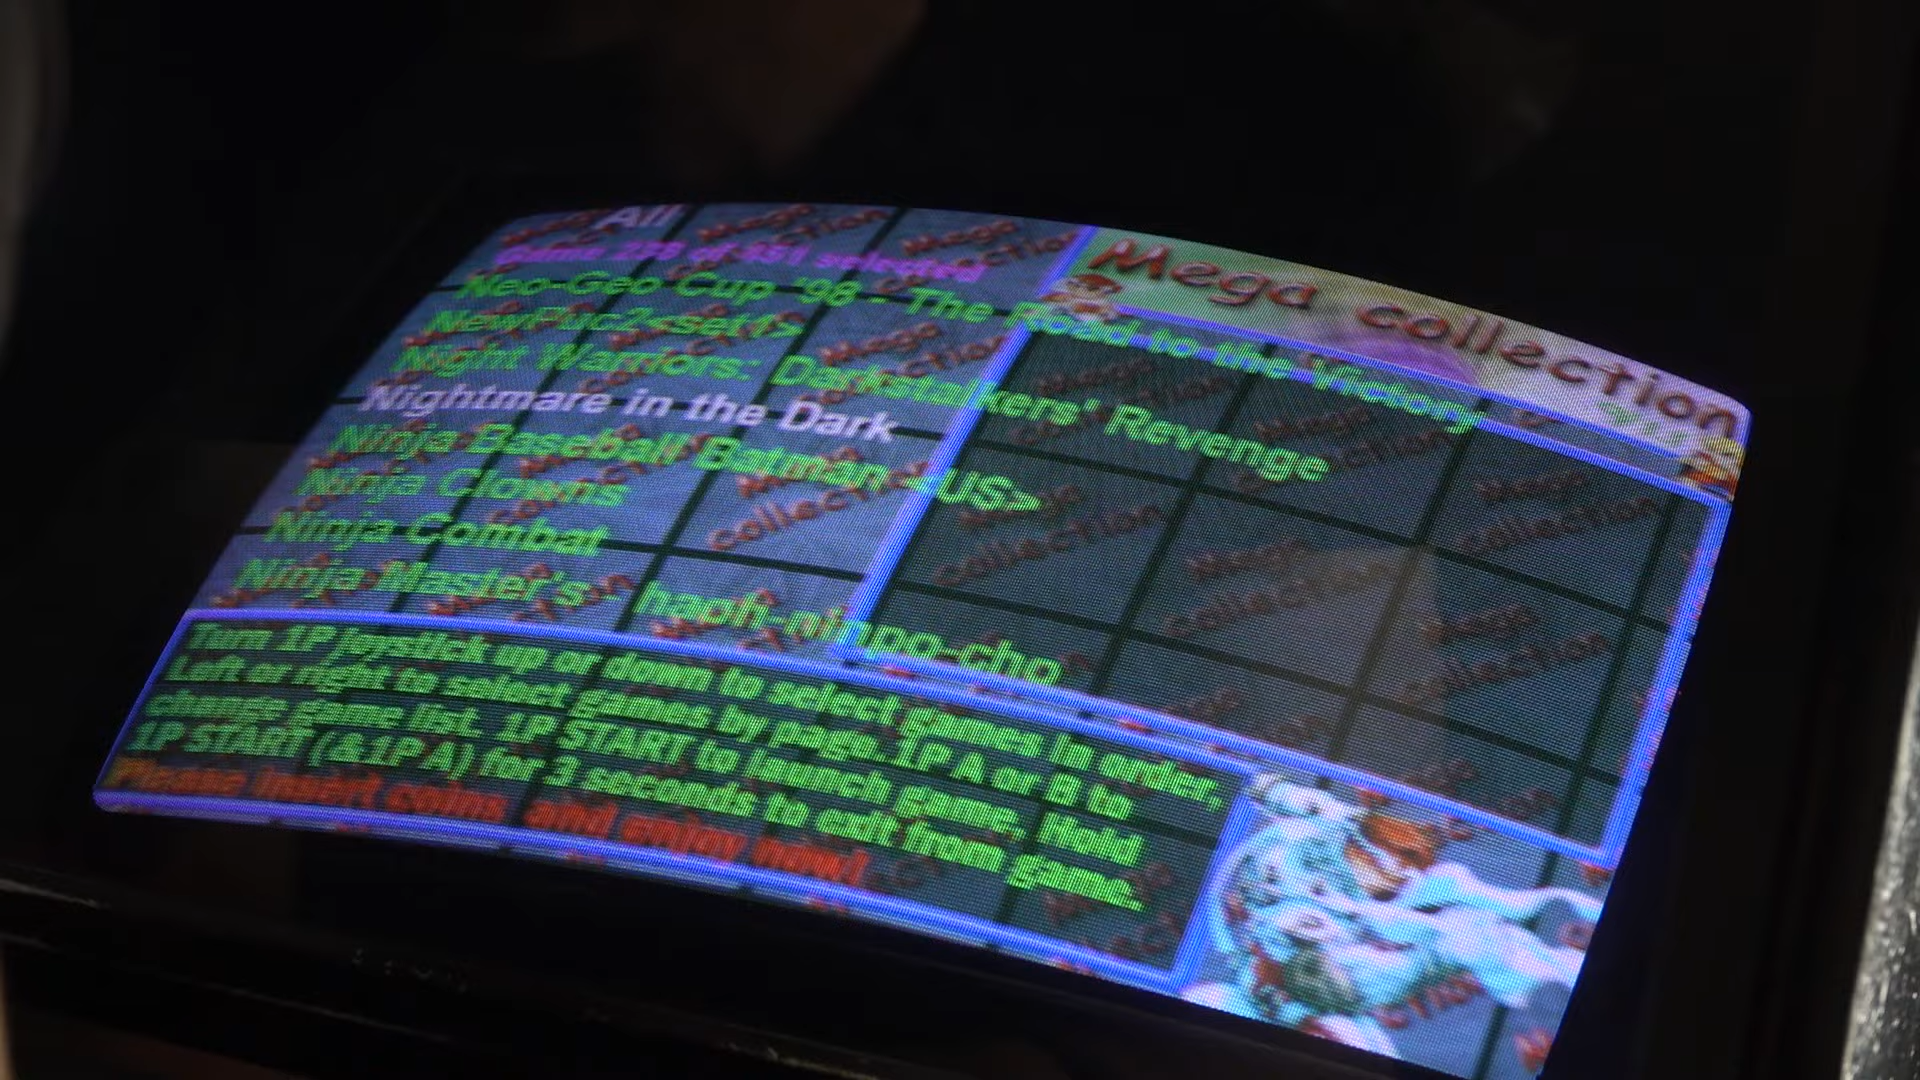 All
Game 228 of 351 selected
Mega collection
Neo-Geo Cup '98 - The Road to the Victory
NewPuc2<set1>
Night Warriors: Darkstalkers' Revenge
Nightmare in the Dark
Ninja Baseball Batman <US>
Ninja Clowns
Ninja Combat
Ninja Master's - haoh-ninpo-cho
Turn 1P joystick up or down to select games in order,
Left or right to select games by page.1P A or B to
change game list. 1P START to launch game. Hold
1P START (&1P A) for 3 seconds to exit from game.
Please insert coins and enjoy now!